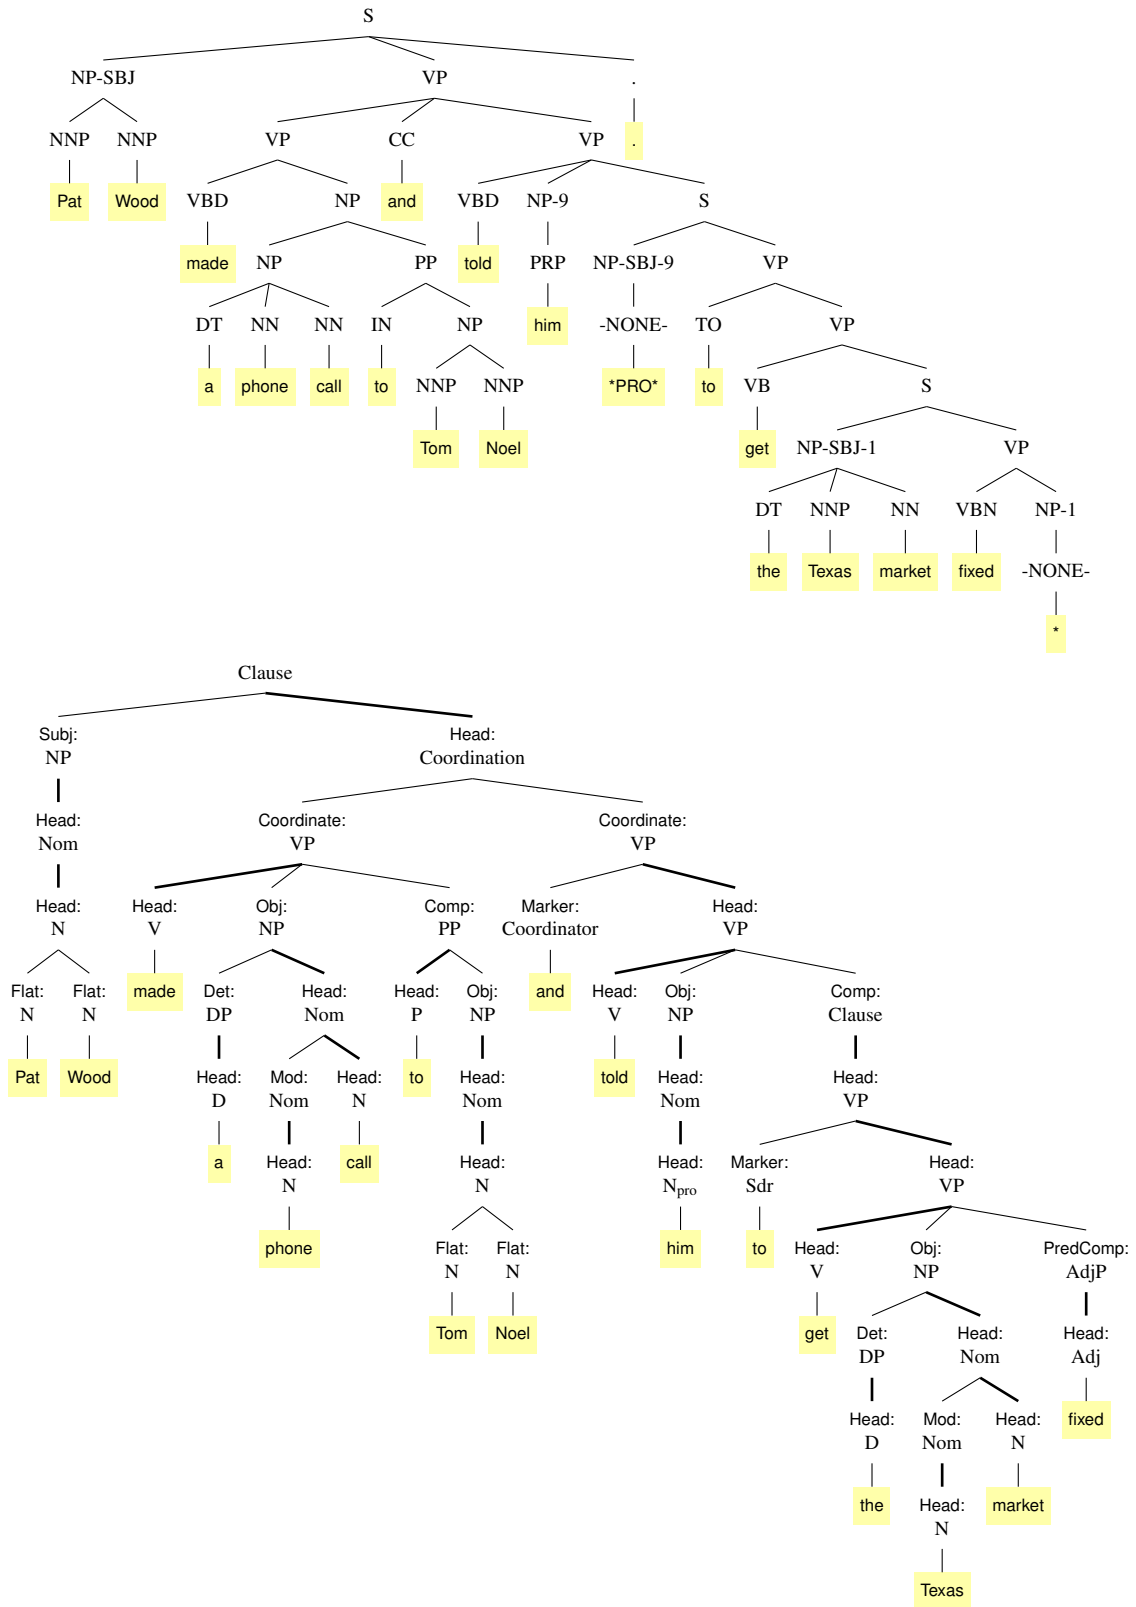 S
NP-SBJ VP .
NNP NNP VP CC VP .
Pat Wood VBD NP and VBD NP-9 S
made NP PP told PRP NP-SBJ-9 VP
DT NN NN IN NP him -NONE- TO VP
a phone call to NNP NNP *PRO* to VB S
Tom Noel get NP-SBJ-1 VP
DT NNP NN VBN NP-1
the Texas market fixed -NONE-
*
Clause
Subj: Head:
NP Coordination
Head: Coordinate: Coordinate:
Nom VP VP
Head: Head: Obj: Comp: Marker: Head:
N V NP PP Coordinator VP
Flat: Flat: made Det: Head: Head: Obj: and Head: Obj: Comp:
N N DP Nom P NP V NP Clause
Pat Wood Head: Mod: Head: to Head: told Head: Head:
D Nom N Nom Nom VP
a Head: call Head: Head: Marker: Head:
N N Npro Sdr VP
phone Flat: Flat: him to Head: Obj: PredComp:
N N V NP AdjP
Tom Noel get Det: Head: Head:
DP Nom Adj
Head: Mod: Head: fixed
D Nom N
the Head: market
N
Texas